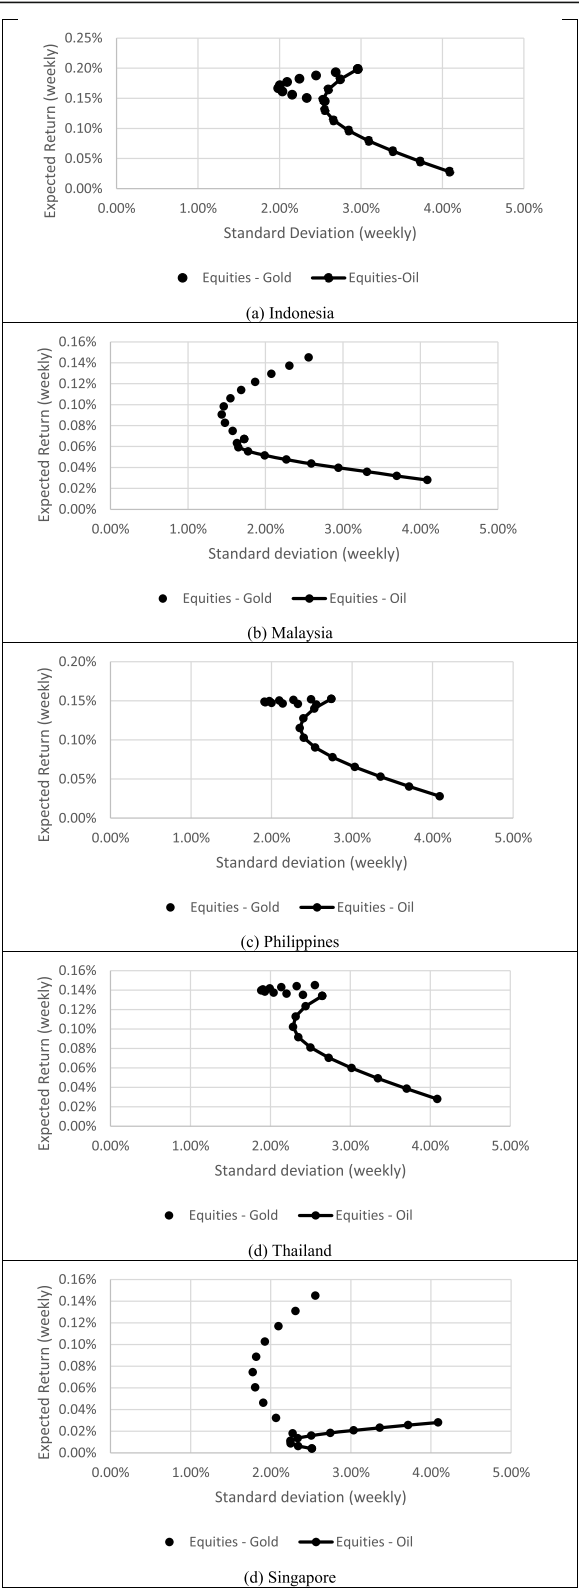 Expected Return (weekly)
0.25%
0.20%
0.15%
0.10%
0.05%
0.00%
0.00% 1.00% 2.00% 3.00% 4.00% 5.00%
Standard Deviation (weekly)
Equities - Gold Equities-Oil
(a) Indonesia
Expected Return (weekly)
0.16%
0.14%
0.12%
0.10%
0.08%
0.06%
0.04%
0.02%
0.00%
0.00% 1.00% 2.00% 3.00% 4.00% 5.00%
Standard deviation (weekly)
Equities - Gold Equities - Oil
(b) Malaysia
Expected Return (weekly)
0.20%
0.15%
0.10%
0.05%
0.00%
0.00% 1.00% 2.00% 3.00% 4.00% 5.00%
Standard deviation (weekly)
Equities - Gold Equities - Oil
(c) Philippines
Expected Return (weekly)
0.16%
0.14%
0.12%
0.10%
0.08%
0.06%
0.04%
0.02%
0.00%
0.00% 1.00% 2.00% 3.00% 4.00% 5.00%
Standard deviation (weekly)
Equities - Gold Equities - Oil
(d) Thailand
Expected Return (weekly)
0.16%
0.14%
0.12%
0.10%
0.08%
0.06%
0.04%
0.02%
0.00%
0.00% 1.00% 2.00% 3.00% 4.00% 5.00%
Standard deviation (weekly)
Equities - Gold Equities - Oil
(d) Singapore